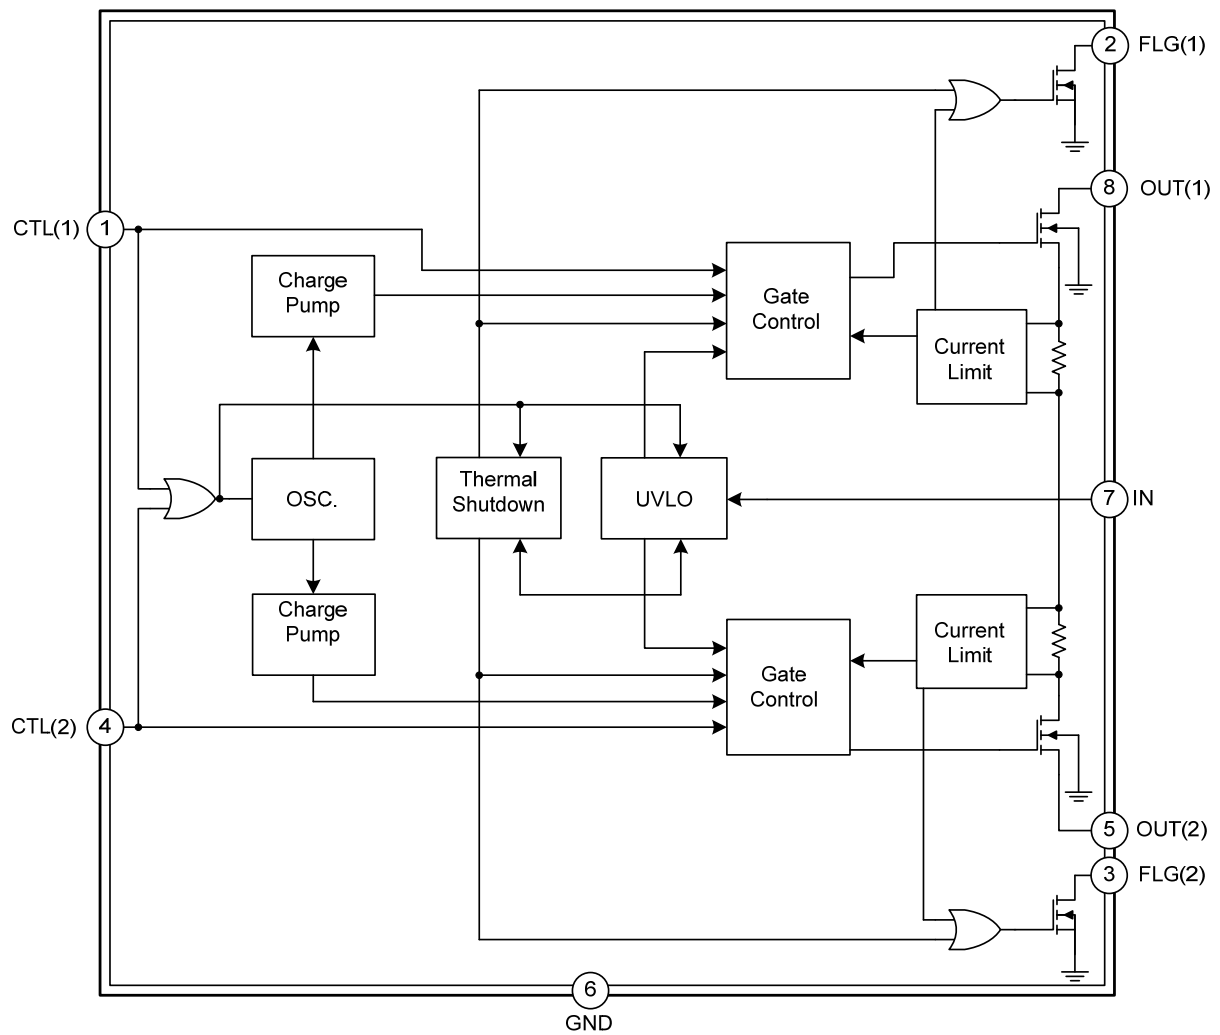 2 FLG(1)
8 OUT(1)
CTL(1) 1
Charge
Pump
Gate
Control
Current
Limit
Thermal
Shutdown
OSC.
UVLO
7 IN
Charge
Pump
Current
Limit
Gate
Control
CTL(2) 4
5 OUT(2)
3 FLG(2)
6
GND